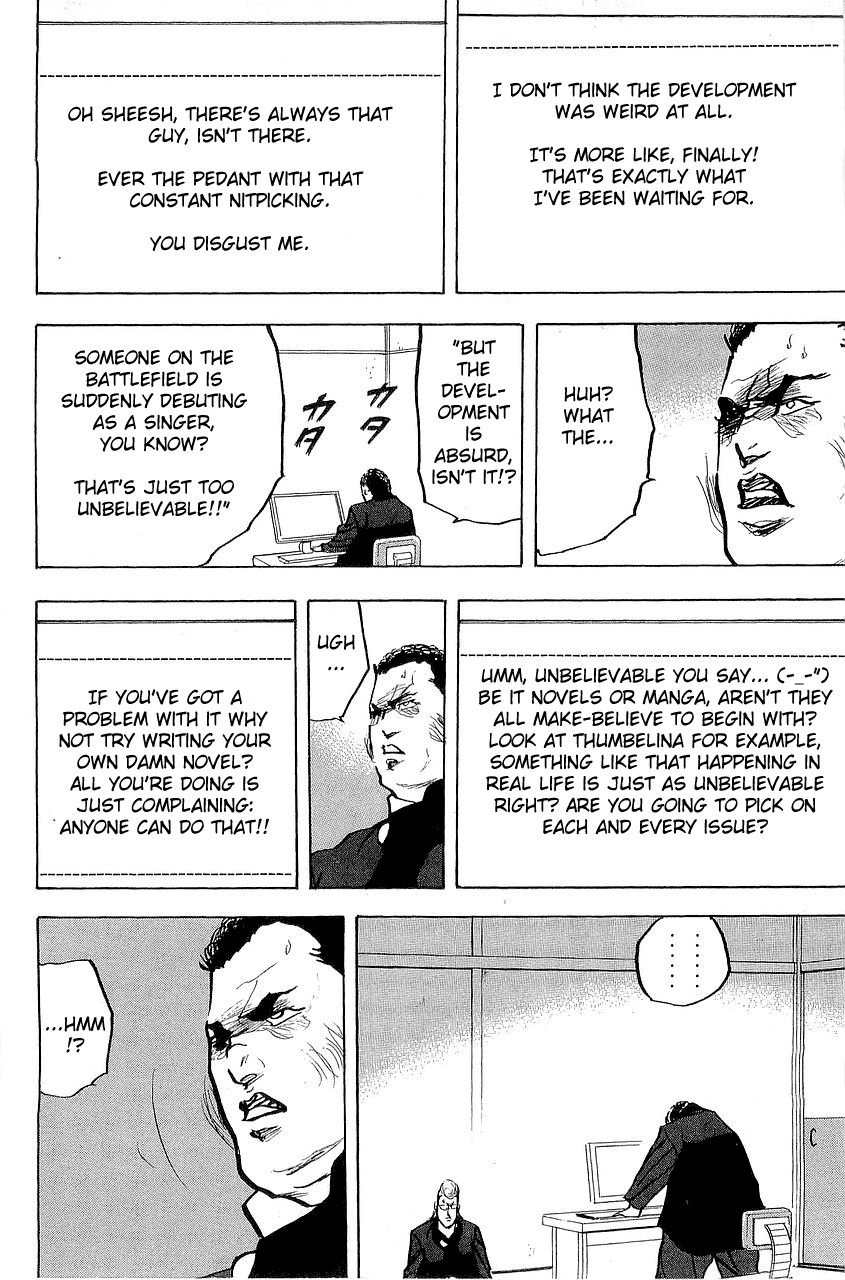 I DON'T THINK THE DEVELOPMENT
WAS WEIRD AT ALL.
IT'S MORE LIKE, FINALLY!
THAT'S EXACTLY WHAT
I'VE BEEN WAITING FOR.
OH SHEESH, THERE'S ALWAYS THAT
GUY, ISN'T THERE.
EVER THE PEDANT WITH THAT
CONSTANT NITPICKING.
YOU DISGUST ME.
HUH?
WHAT
THE...
"BUT
THE
DEVEL-
OPMENT
IS
ABSURD,
ISN'T IT!?
カタ
カタ
SOMEONE ON THE
BATTLEFIELD IS
SUDDENLY DEBUTING
AS A SINGER,
YOU KNOW?
THAT'S JUST TOO
UNBELIEVABLE!!"
UMM, UNBELIEVABLE YOU SAY... (-_-")
BE IT NOVELS OR MANGA, AREN'T THEY
ALL MAKE-BELIEVE TO BEGIN WITH?
LOOK AT THUMBELINA FOR EXAMPLE,
SOMETHING LIKE THAT HAPPENING IN
REAL LIFE IS JUST AS UNBELIEVABLE
RIGHT? ARE YOU GOING TO PICK ON
EACH AND EVERY ISSUE?
UGH
...
IF YOU'VE GOT A
PROBLEM WITH IT WHY
NOT TRY WRITING YOUR
OWN DAMN NOVEL?
ALL YOU'RE DOING IS
JUST COMPLAINING:
ANYONE CAN DO THAT!!
......
......
...HMM
!?